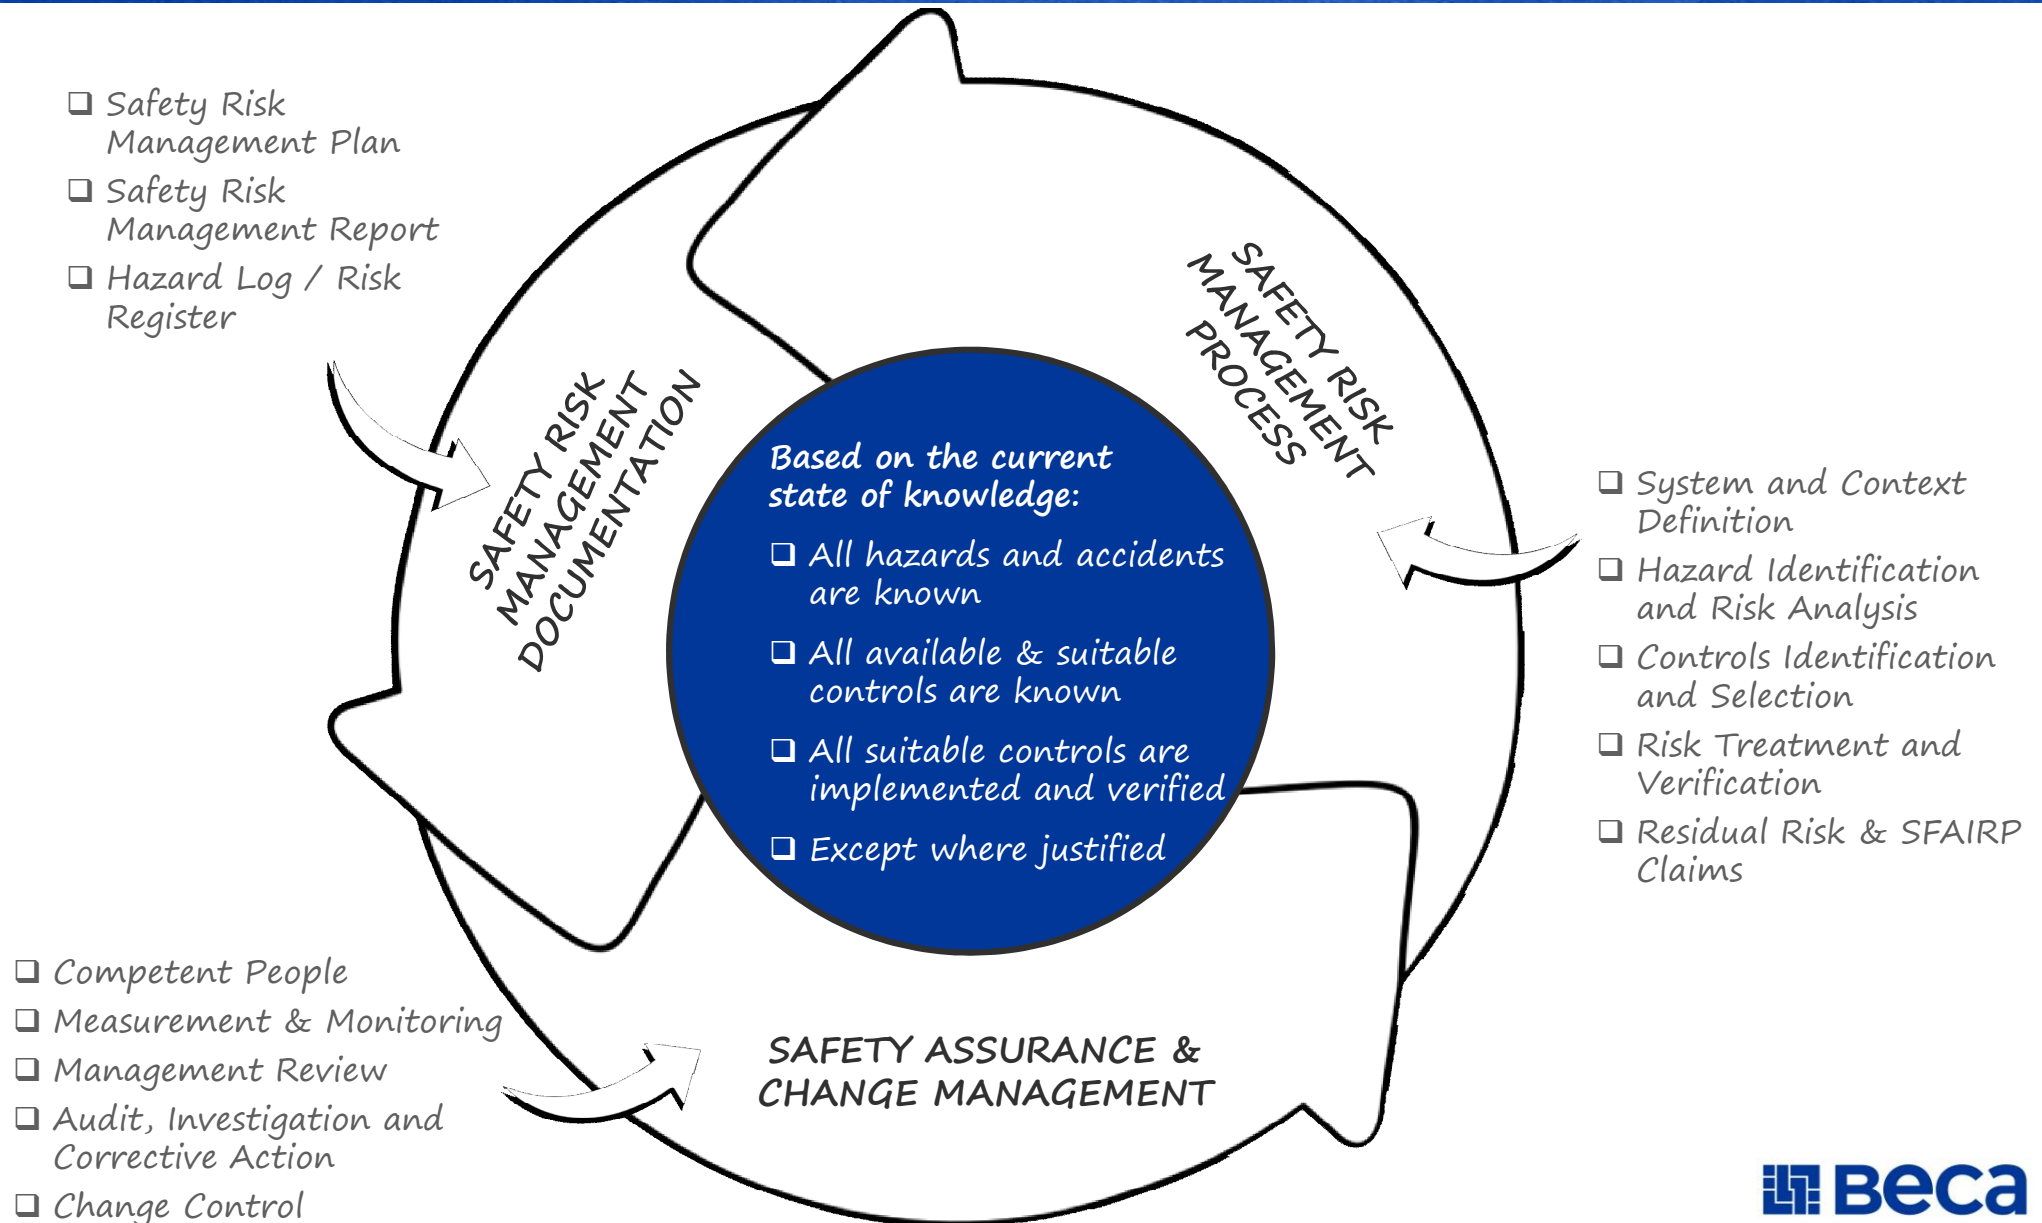 ❑ Safety Risk
Management Plan
❑ Safety Risk
Management Report
❑ Hazard Log / Risk
Register
SAFETY RISK
MANAGEMENT
DOCUMENTATION
SAFETY RISK
MANAGEMENT
PROCESS
Based on the current
state of knowledge:
❑ All hazards and accidents
are known
❑ All available & suitable
controls are known
❑ All suitable controls are
implemented and verified
❑ Except where justified
❑ System and Context
Definition
❑ Hazard Identification
and Risk Analysis
❑ Controls Identification
and Selection
❑ Risk Treatment and
Verification
❑ Residual Risk & SFAIRP
Claims
❑ Competent People
❑ Measurement & Monitoring
❑ Management Review
❑ Audit, Investigation and
Corrective Action
❑ Change Control
SAFETY ASSURANCE &
CHANGE MANAGEMENT
Beca